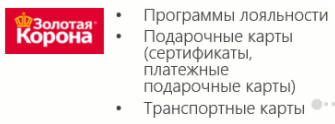 Золотая
Корона
• Программы лояльности
• Подарочные карты
(сертификаты,
платежные
подарочные карты)
• Транспортные карты